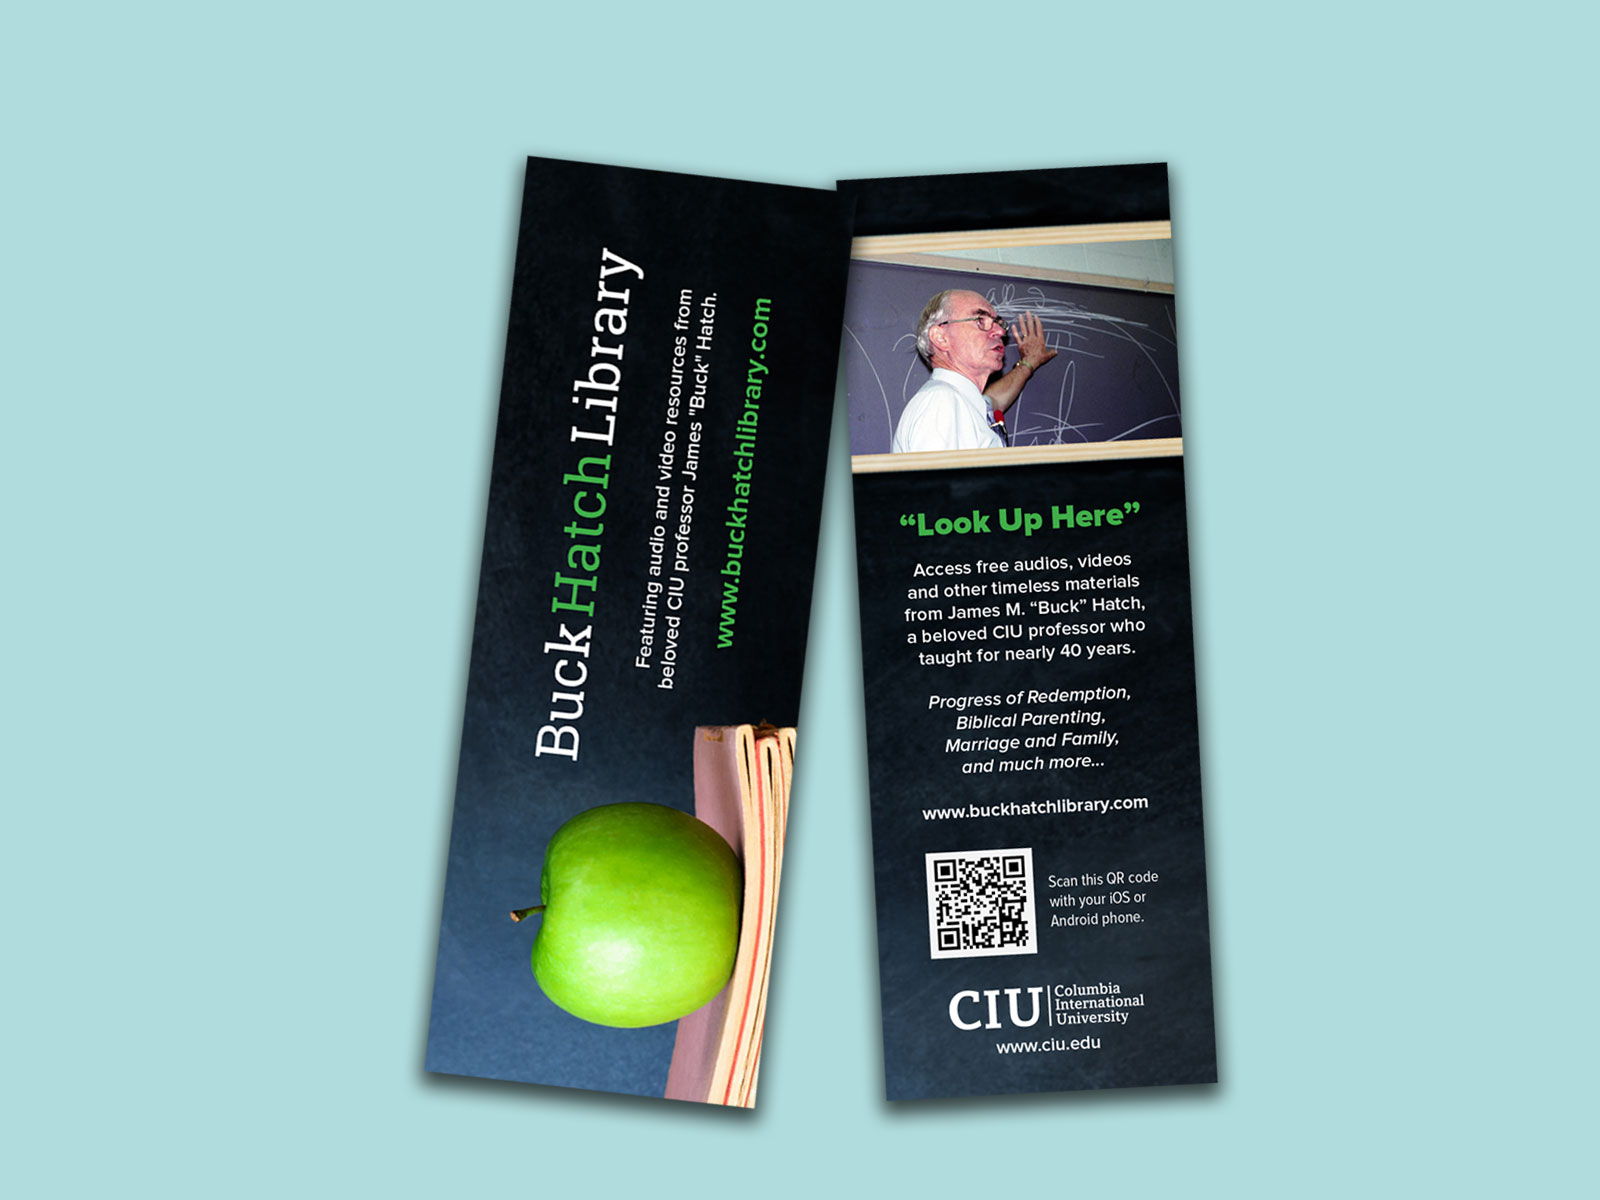 Buck Hatch Library
Featuring audio and video resources from
beloved CIU professor James "Buck" Hatch.
www.buckhatchlibrary.com
“Look Up Here”
Access free audios, videos
and other timeless materials
from James M. “Buck” Hatch,
a beloved CIU professor who
taught for nearly 40 years.
Progress of Redemption,
Biblical Parenting,
Marriage and Family,
and much more...
www.buckhatchlibrary.com
Scan this QR code
with your iOS or
Android phone.
CIU
Columbia
International
University
www.ciu.edu